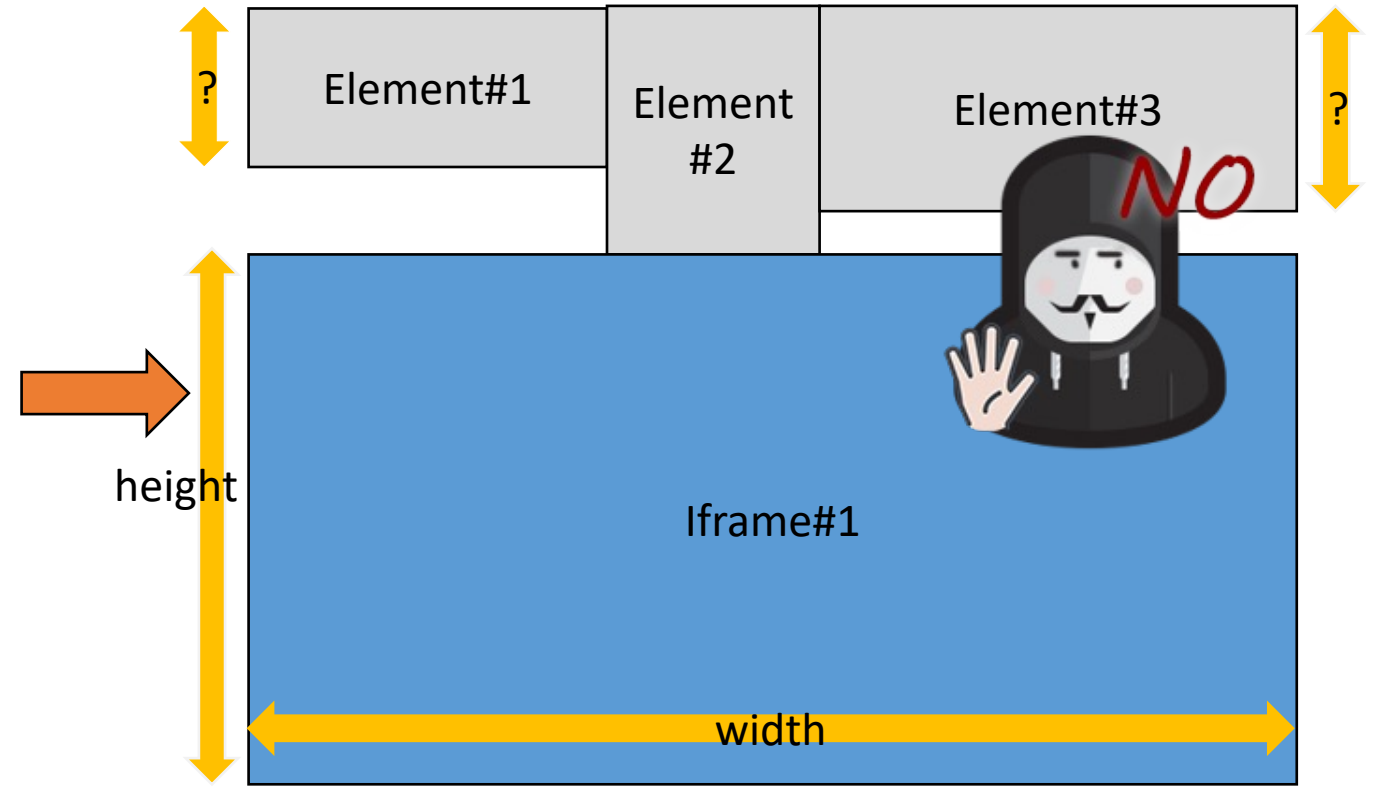 ?
Element#1
Element
#2
Element#3
?
NO
height
Iframe#1
width